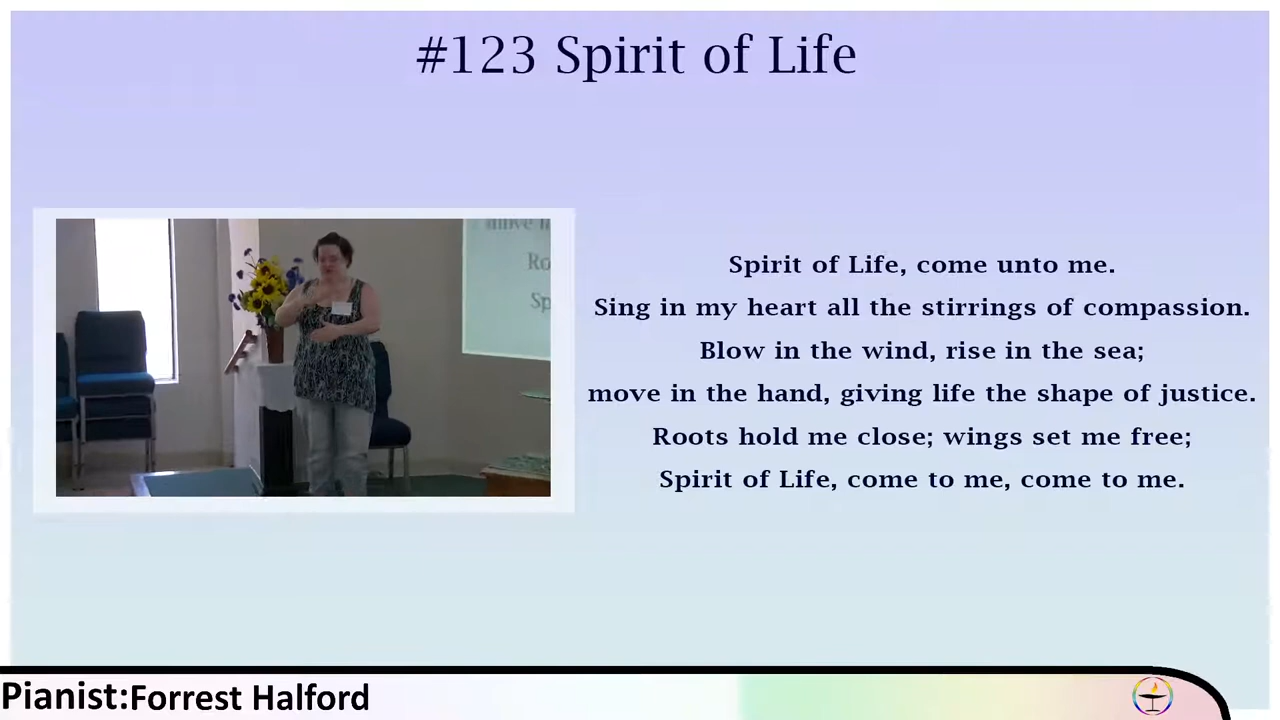 #123 Spirit of Life
Spirit of Life, come unto me.
Sing in my heart all the stirrings of compassion.
Blow in the wind, rise in the sea;
move in the hand, giving life the shape of justice.
Roots hold me close; wings set me free;
Spirit of Life, come to me, come to me.
move
Ro
Sp
Pianist:Forrest Halford